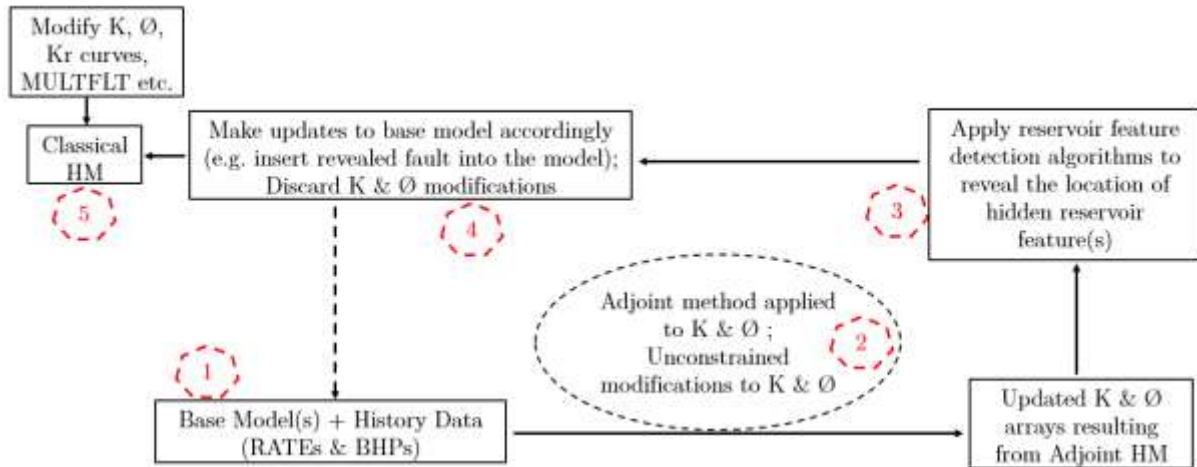 Modify K, Ø,
Kr curves,
MULTFLT etc.
Classical
HM
5
Make updates to base model accordingly
(e.g. insert revealed fault into the model);
Discard K & Ø modifications
4
Apply reservoir feature
detection algorithms to
reveal the location of
hidden reservoir
feature(s)
3
Adjoint method applied
to K & Ø ;
Unconstrained
modifications to K & Ø
2
1
Base Model(s) + History Data
(RATEs & BHPs)
Updated K & Ø
arrays resulting
from Adjoint HM